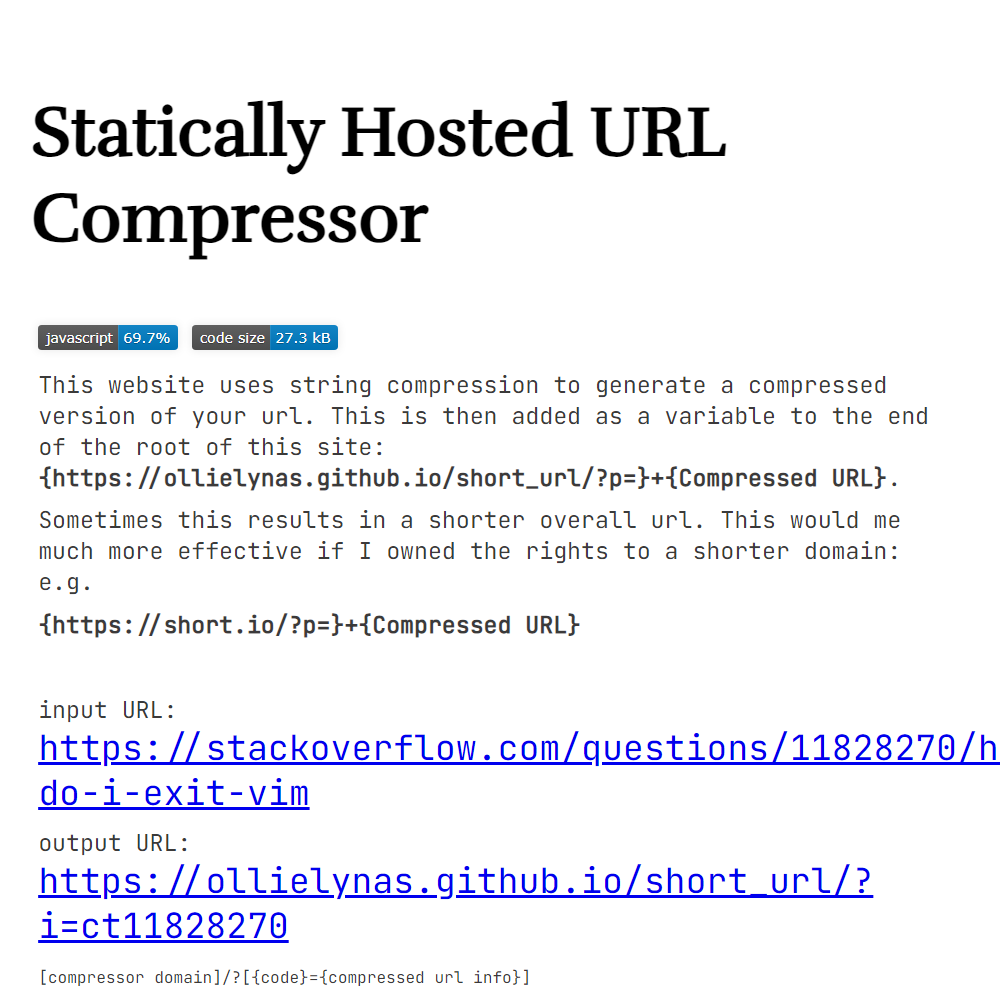 Statically Hosted URL
Compressor
javascript 69.7% code size 27.3 kB
This website uses string compression to generate a compressed
version of your url. This is then added as a variable to the end
of the root of this site:
{https://ollielynas.github.io/short_url/?p=}+{Compressed URL}.
Sometimes this results in a shorter overall url. This would me
much more effective if I owned the rights to a shorter domain:
e.g.
{https://short.io/?p=}+{Compressed URL}
input URL:
https://stackoverflow.com/questions/11828270/h
do-i-exit-vim
output URL:
https://ollielynas.github.io/short_url/?
i=ct11828270
[compressor domain]/?[{code}={compressed url info}]